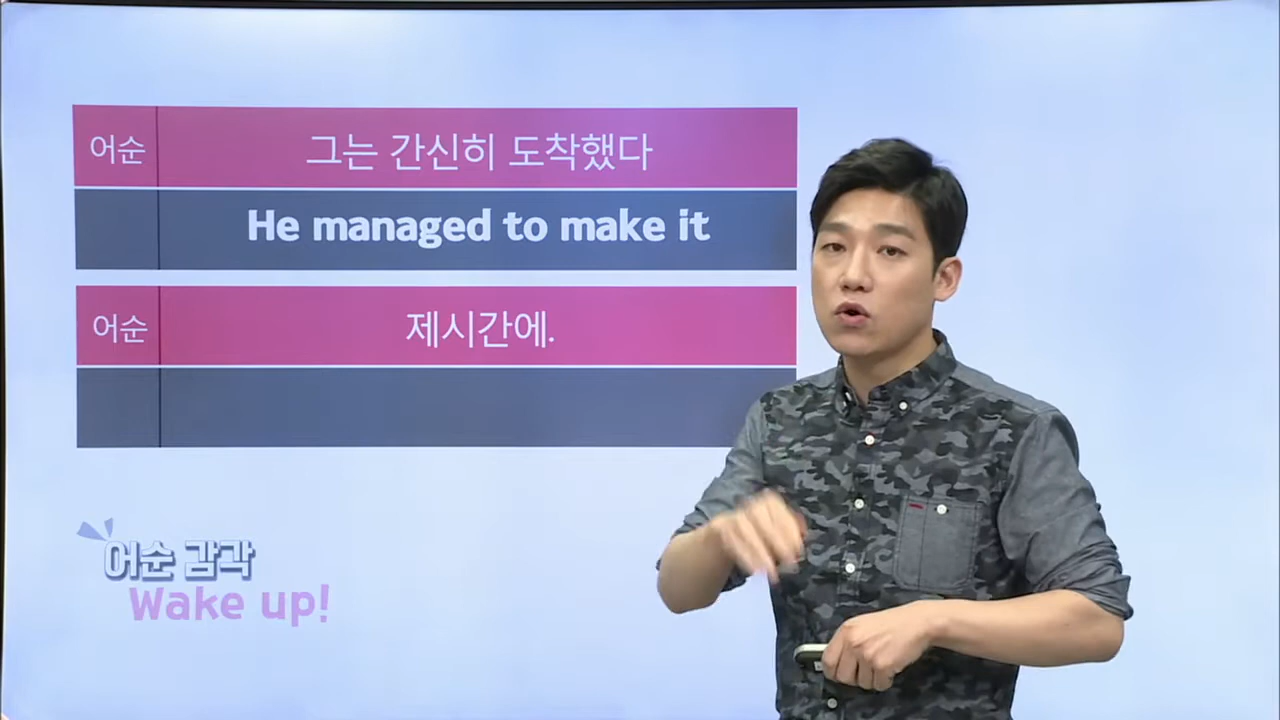 어순 그는 간신히 도착했다
He managed to make it
어순 제시간에.
어순 감각
Wake up!